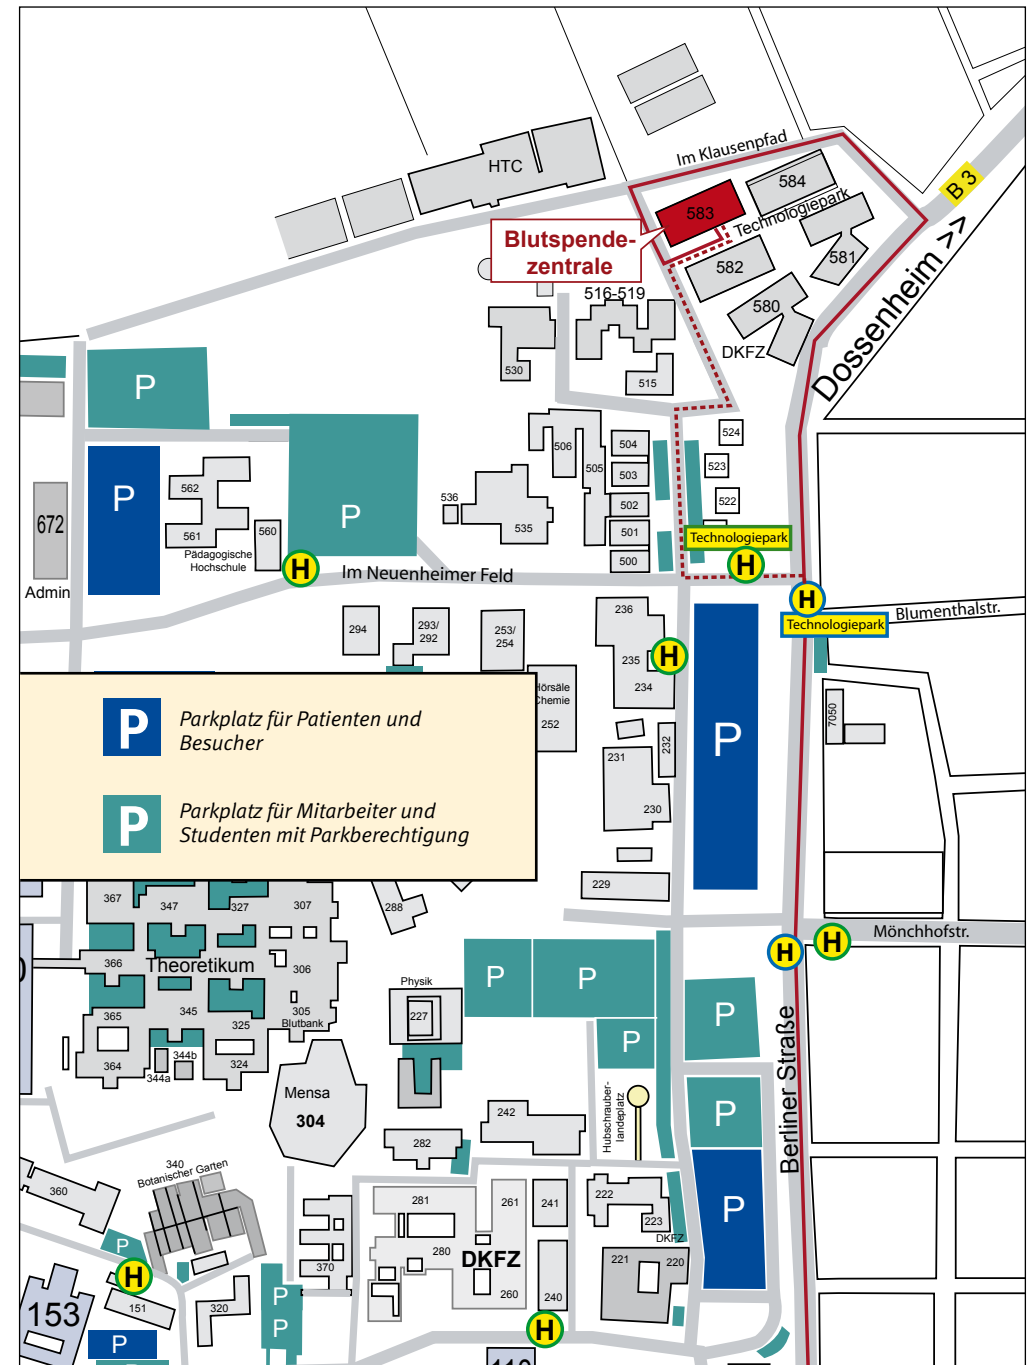 HTC
Im Klausenpfad
B 3
584
583
Technologiepark
Blutspende-
zentrale
582
581
Dossenheim >>
516-519
580
DKFZ
530
515
P
524
506
504
505
503
523
P
562
536
502
522
P
672
561
560
535
501
Technologiepark
Pädagogische
Hochschule
500
H
H
Im Neuenheimer Feld
Admin
H
236
Blumenthalstr.
294
293/
292
253/
254
Technologiepark
235
H
234
Hörsäle
Chemie
252
P
Parkplatz für Patienten und
Besucher
7050
232
P
231
P
Parkplatz für Mitarbeiter und
Studenten mit Parkberechtigung
230
229
367
347
327
307
288
Mönchhofstr.
H
H
366
Theoretikum
306
P
P
Physik
365
345
325
305
Blutbank
227
P
P
364
344a
344b
324
Mensa
304
Hubschrauber-
landeplatz
P
Berliner Straße
242
282
340
Botanischer Garten
360
281
261
241
222
223
P
DKFZ
P
280
DKFZ
221
220
370
H
153
151
320
P
P
260
240
H
P
110